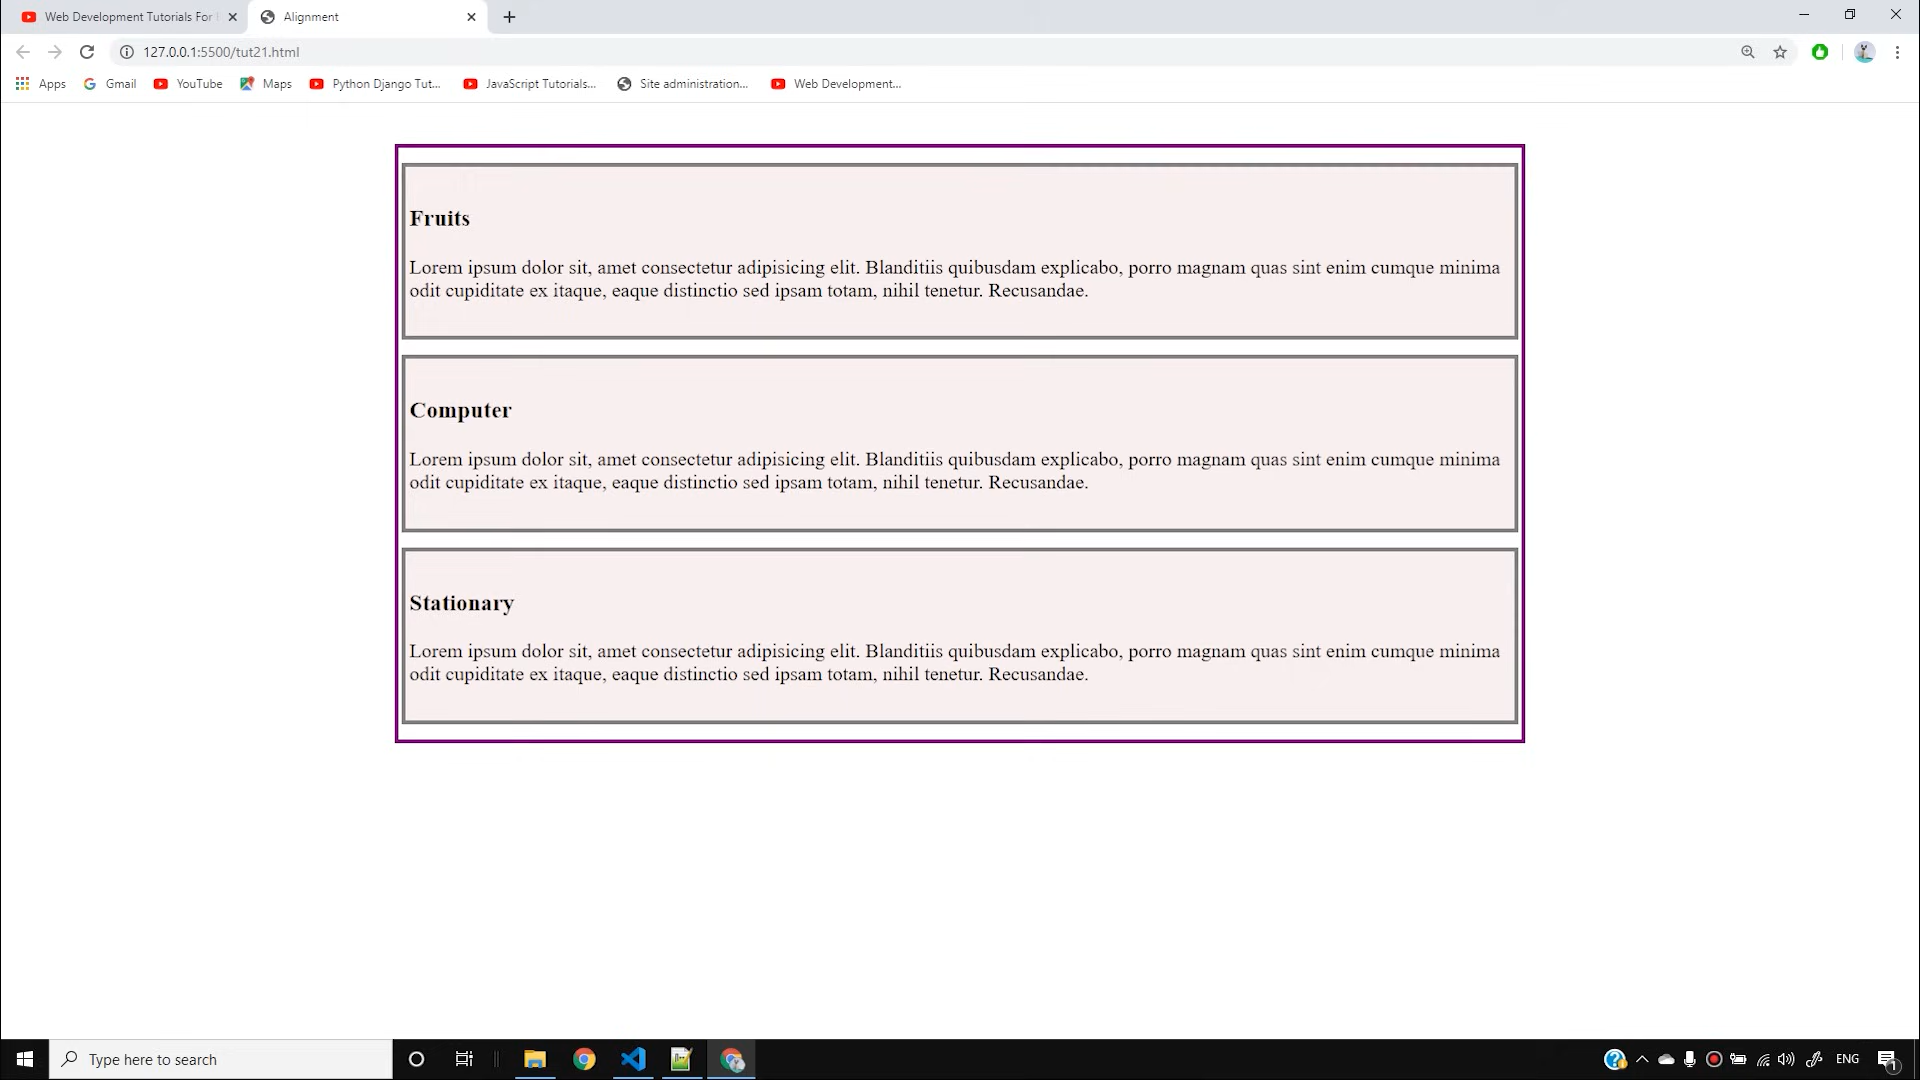 Web Development Tutorials For
Alignment
127.0.0.1:5500/tut21.html
Apps
Gmail
YouTube
Maps
Python Django Tut...
JavaScript Tutorials...
Site administration...
Web Development...
Fruits
Lorem ipsum dolor sit, amet consectetur adipisicing elit. Blanditiis quibusdam explicabo, porro magnam quas sint enim cumque minima
odit cupiditate ex itaque, eaque distinctio sed ipsam totam, nihil tenetur. Recusandae.
Computer
Lorem ipsum dolor sit, amet consectetur adipisicing elit. Blanditiis quibusdam explicabo, porro magnam quas sint enim cumque minima
odit cupiditate ex itaque, eaque distinctio sed ipsam totam, nihil tenetur. Recusandae.
Stationary
Lorem ipsum dolor sit, amet consectetur adipisicing elit. Blanditiis quibusdam explicabo, porro magnam quas sint enim cumque minima
odit cupiditate ex itaque, eaque distinctio sed ipsam totam, nihil tenetur. Recusandae.
Type here to search
ENG
1